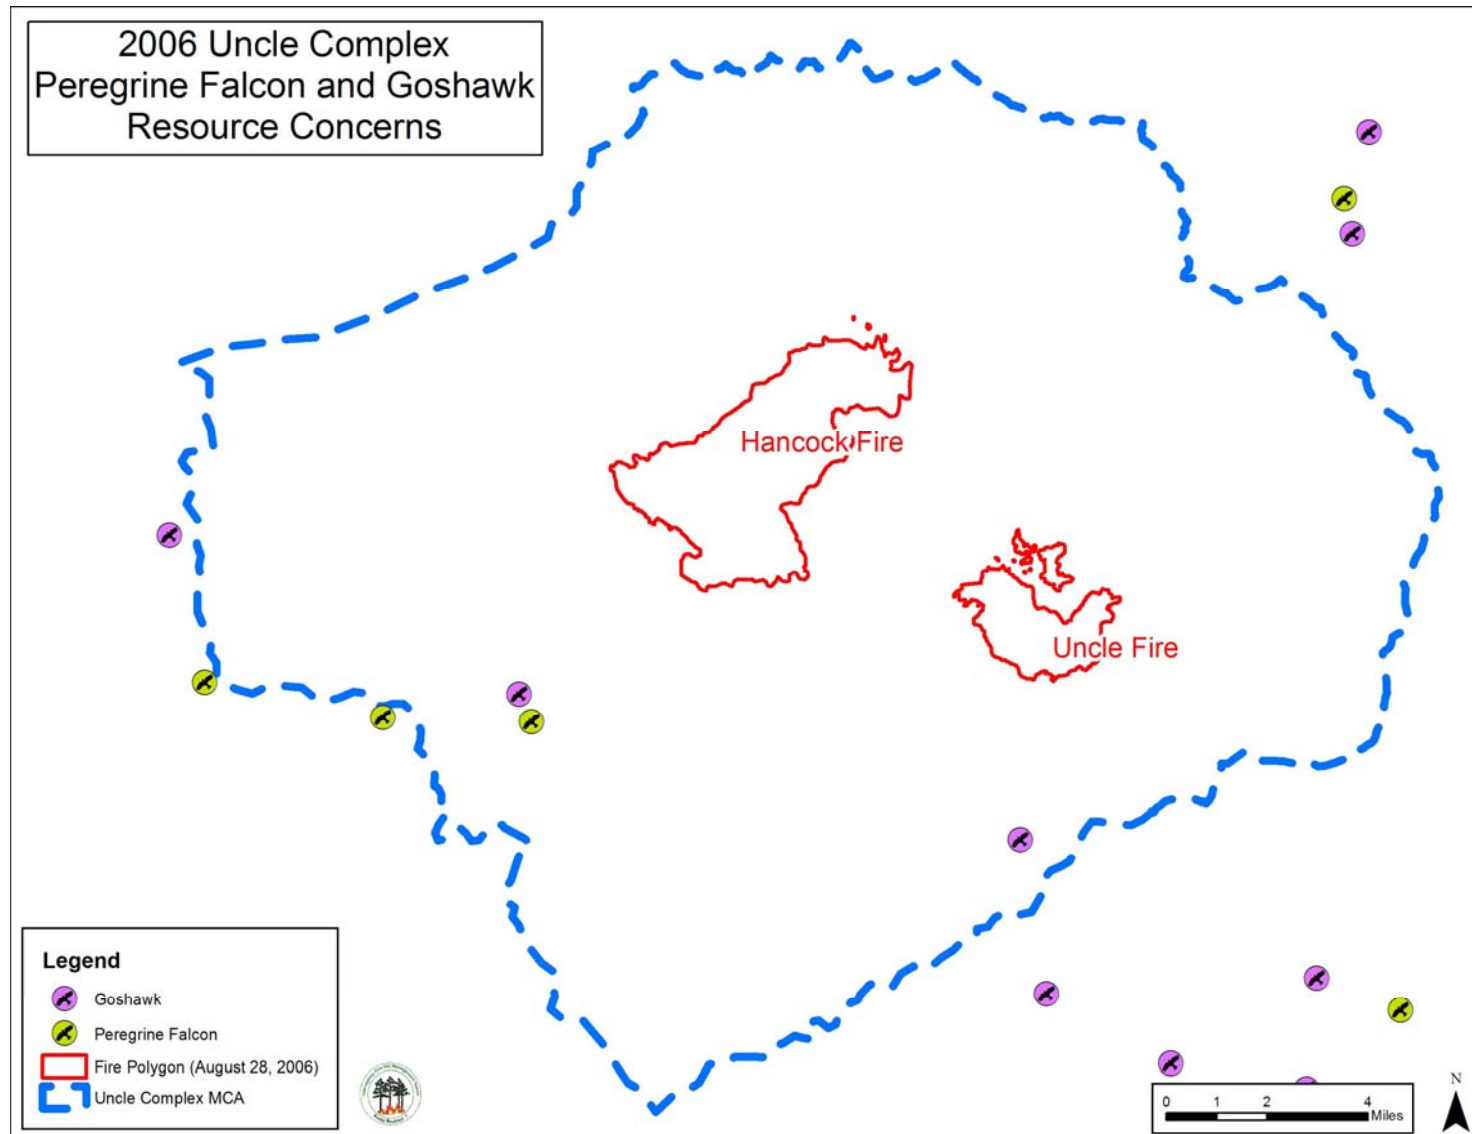 2006 Uncle Complex
Peregrine Falcon and Goshawk
Resource Concerns
Hancock Fire
Uncle Fire
Legend
Goshawk
Peregrine Falcon
Fire Polygon (August 28, 2006)
Uncle Complex MCA
0 1 2 4
Miles
N